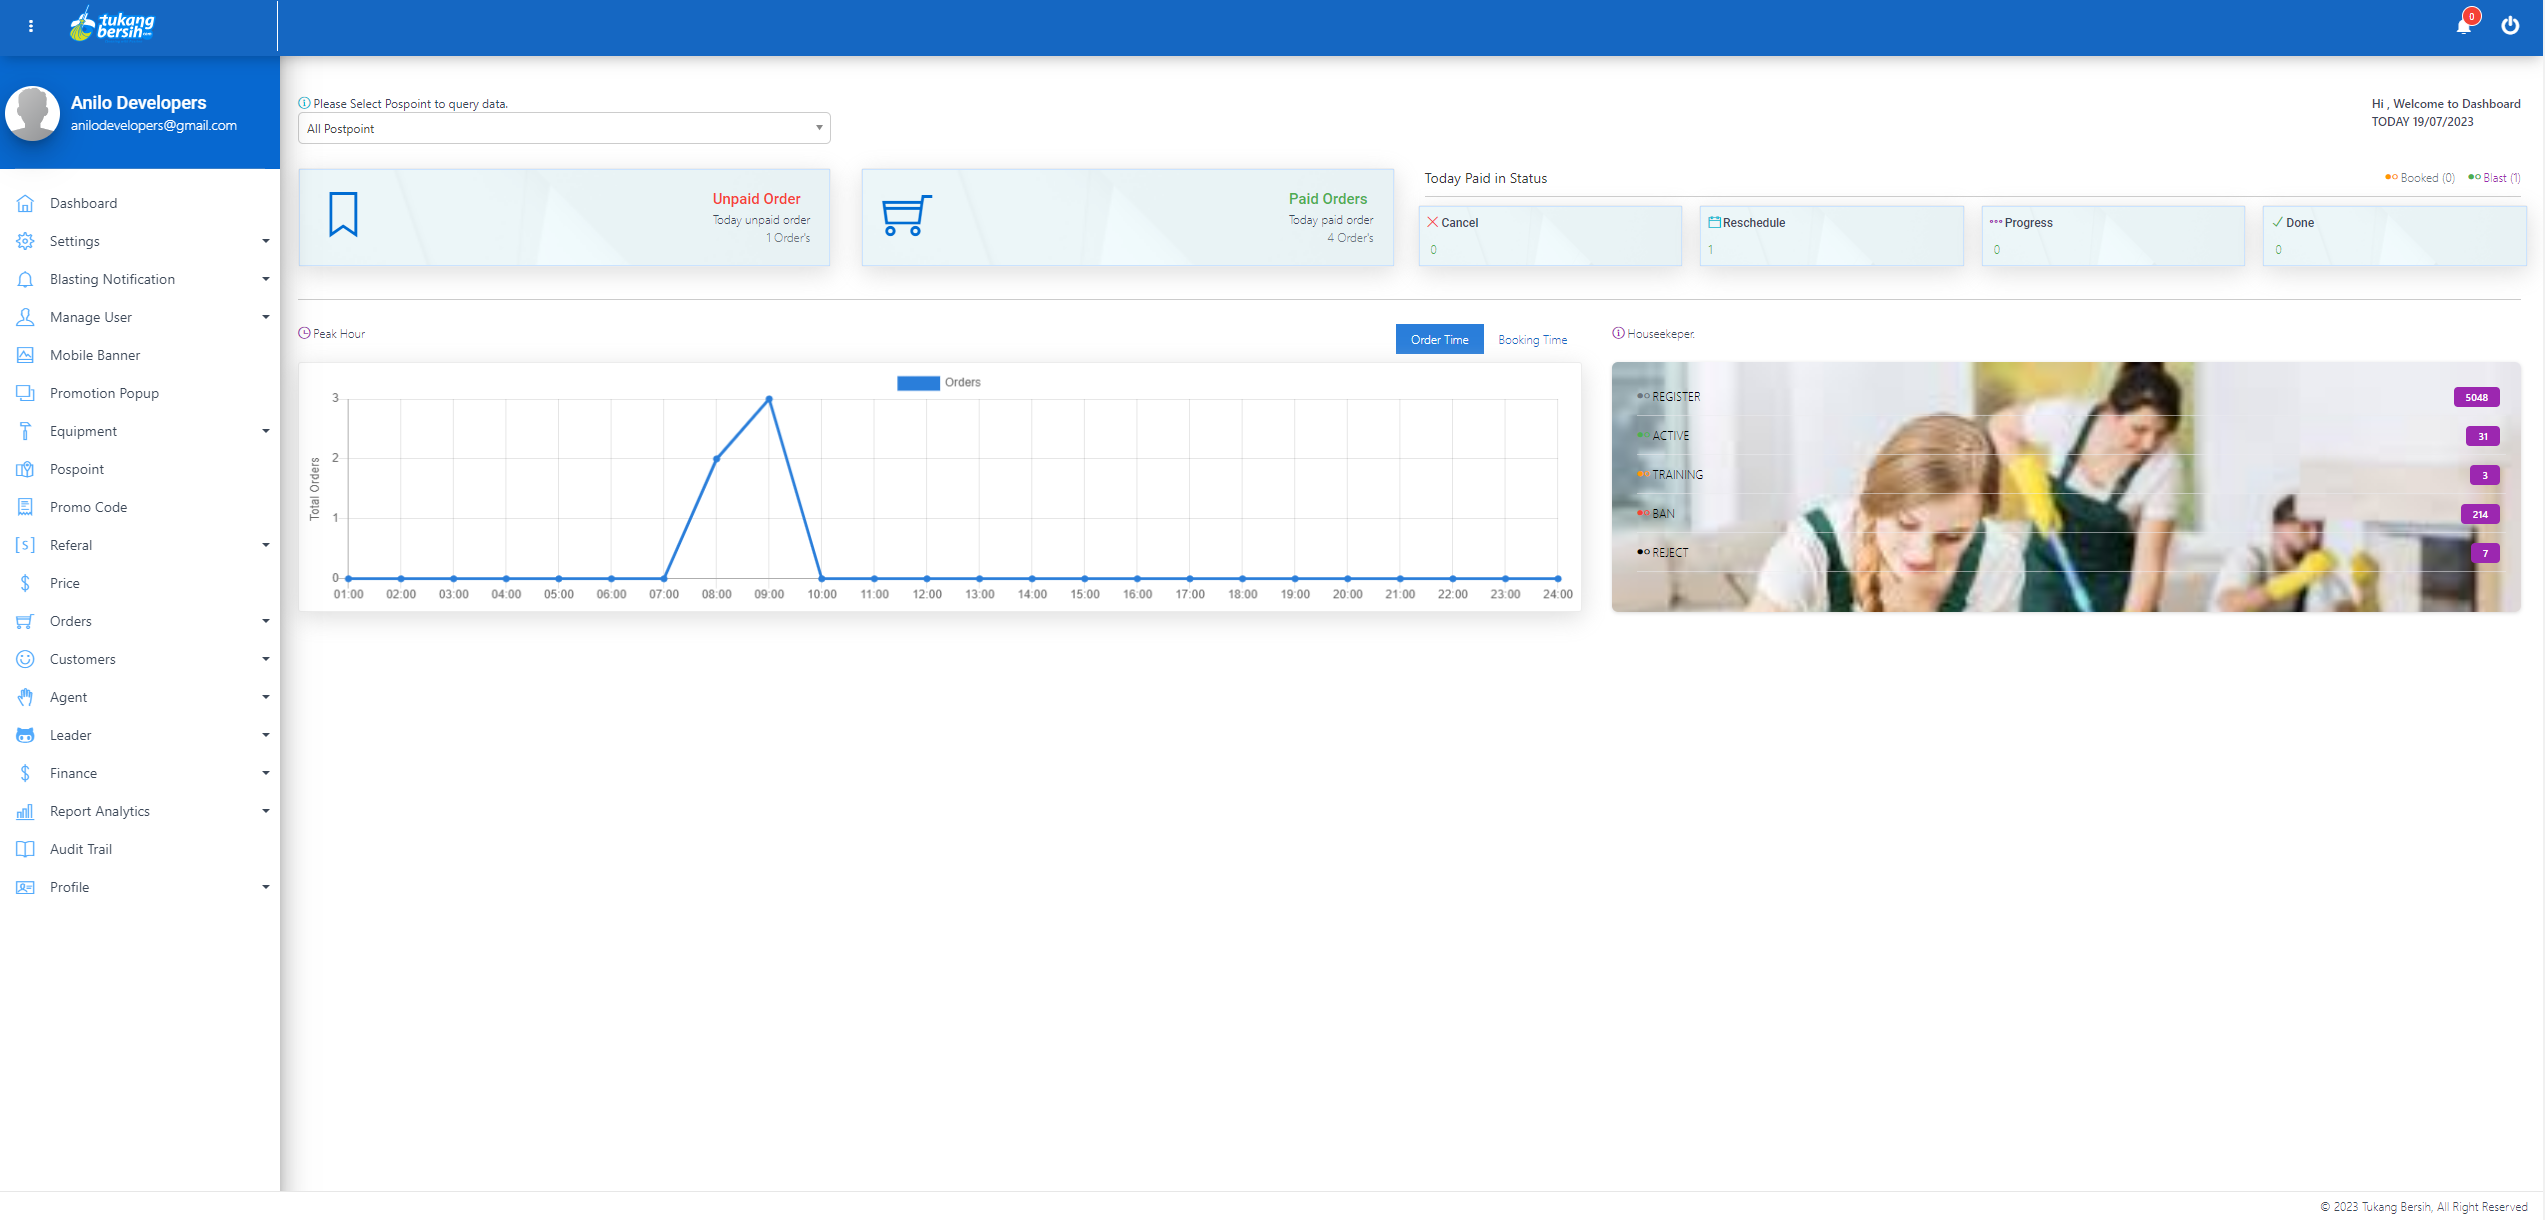 tukang
bersih.com
0
Anilo Developers
anilodevelopers@gmail.com
Dashboard
Settings
Blasting Notification
Manage User
Mobile Banner
Promotion Popup
Equipment
Pospoint
Promo Code
Referal
Price
Orders
Customers
Agent
Leader
Finance
Report Analytics
Audit Trail
Profile
Please Select Pospoint to query data.
All Postpoint
Hi , Welcome to Dashboard
TODAY 19/07/2023
Unpaid Order
Today unpaid order
1 Order's
Paid Orders
Today paid order
4 Order's
Today Paid in Status
Booked (0) Blast (1)
Cancel
0
Reschedule
1
Progress
0
Done
0
Peak Hour
Order Time Booking Time
Orders
Total Orders
3
2
1
0
01:00 02:00 03:00 04:00 05:00 06:00 07:00 08:00 09:00 10:00 11:00 12:00 13:00 14:00 15:00 16:00 17:00 18:00 19:00 20:00 21:00 22:00 23:00 24:00
Houseekeper.
REGISTER 5048
ACTIVE 31
TRAINING 3
BAN 214
REJECT 7
© 2023 Tukang Bersih, All Right Reserved